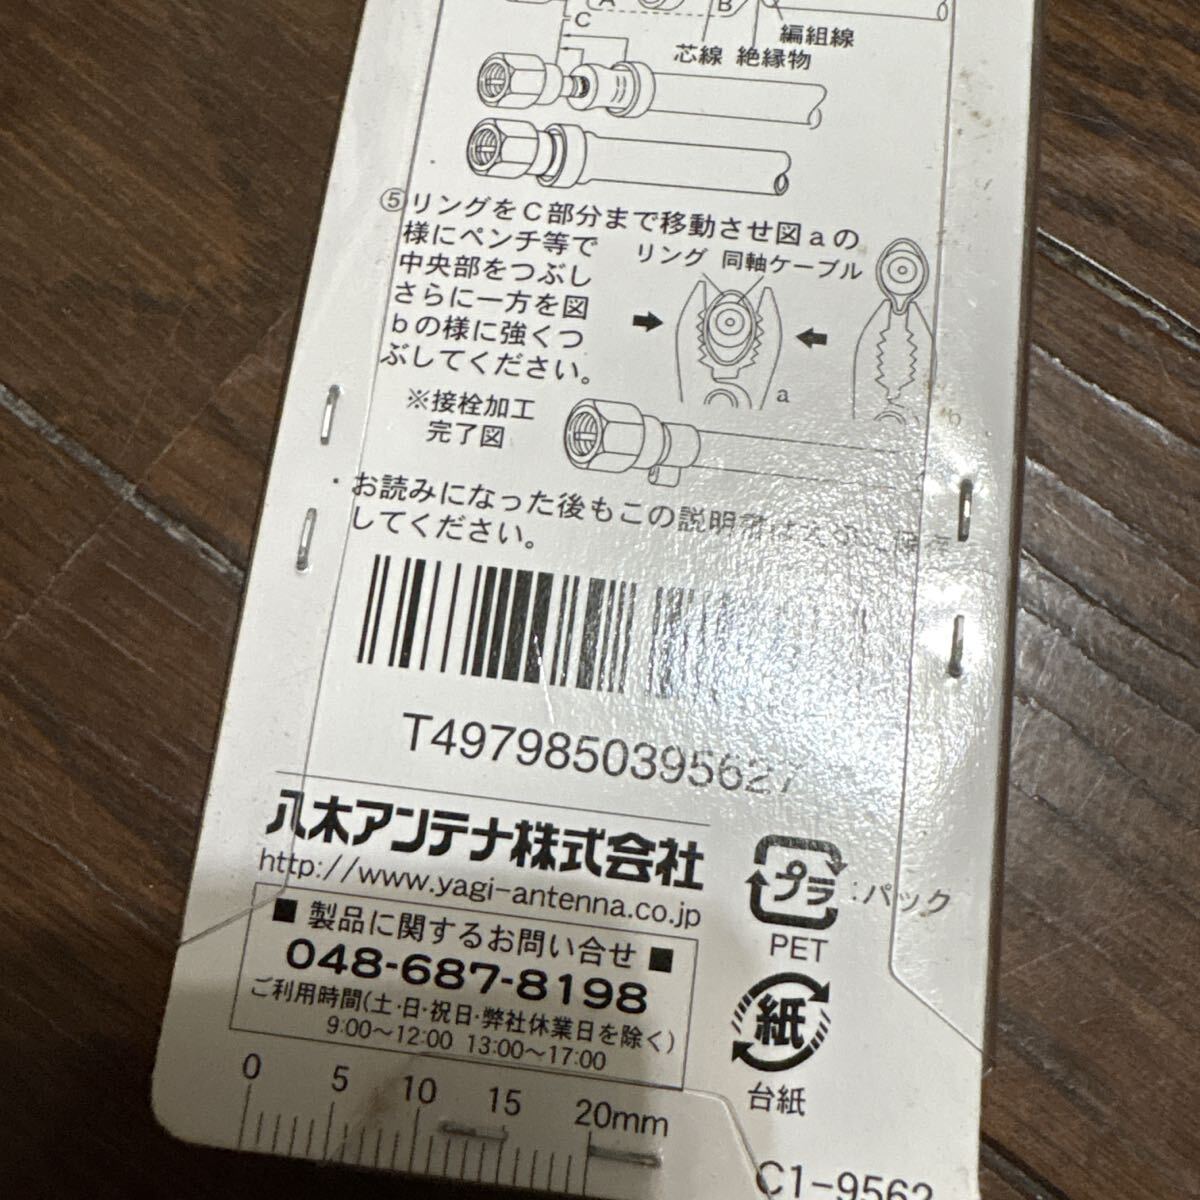 A
B
C
編組線
芯線 絶縁物
⑤リングをC部分まで移動させ図aの
様にペンチ等で
中央部をつぶし
さらに一方を図
bの様に強くつ
ぶしてください。
リング 同軸ケーブル
a
b
※接栓加工
完了図
お読みになった後もこの説明書は
してください。
T4979850395627
八木アンテナ株式会社
http://www.yagi-antenna.co.jp
■ 製品に関するお問い合せ ■
048-687-8198
ご利用時間(土・日・祝日・弊社休業日を除く)
9:00〜12:00 13:00〜17:00
プラ :パック
PET
紙
台紙
0 5 10 15 20mm
C1-9562